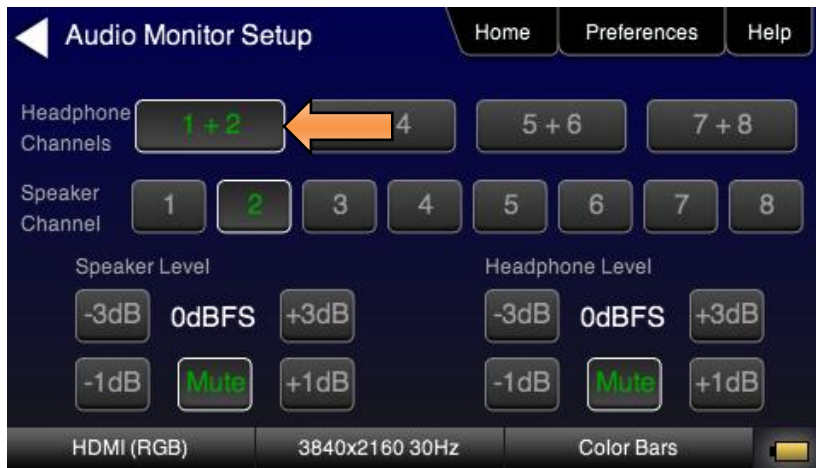 Audio Monitor Setup
Home
Preferences
Help
Headphone
Channels
1 + 2
4
5 + 6
7 + 8
Speaker
Channel
1
2
3
4
5
6
7
8
Speaker Level
Headphone Level
-3dB
0dBFS
+3dB
-3dB
0dBFS
+3dB
-1dB
Mute
+1dB
-1dB
Mute
+1dB
HDMI (RGB)
3840x2160 30Hz
Color Bars